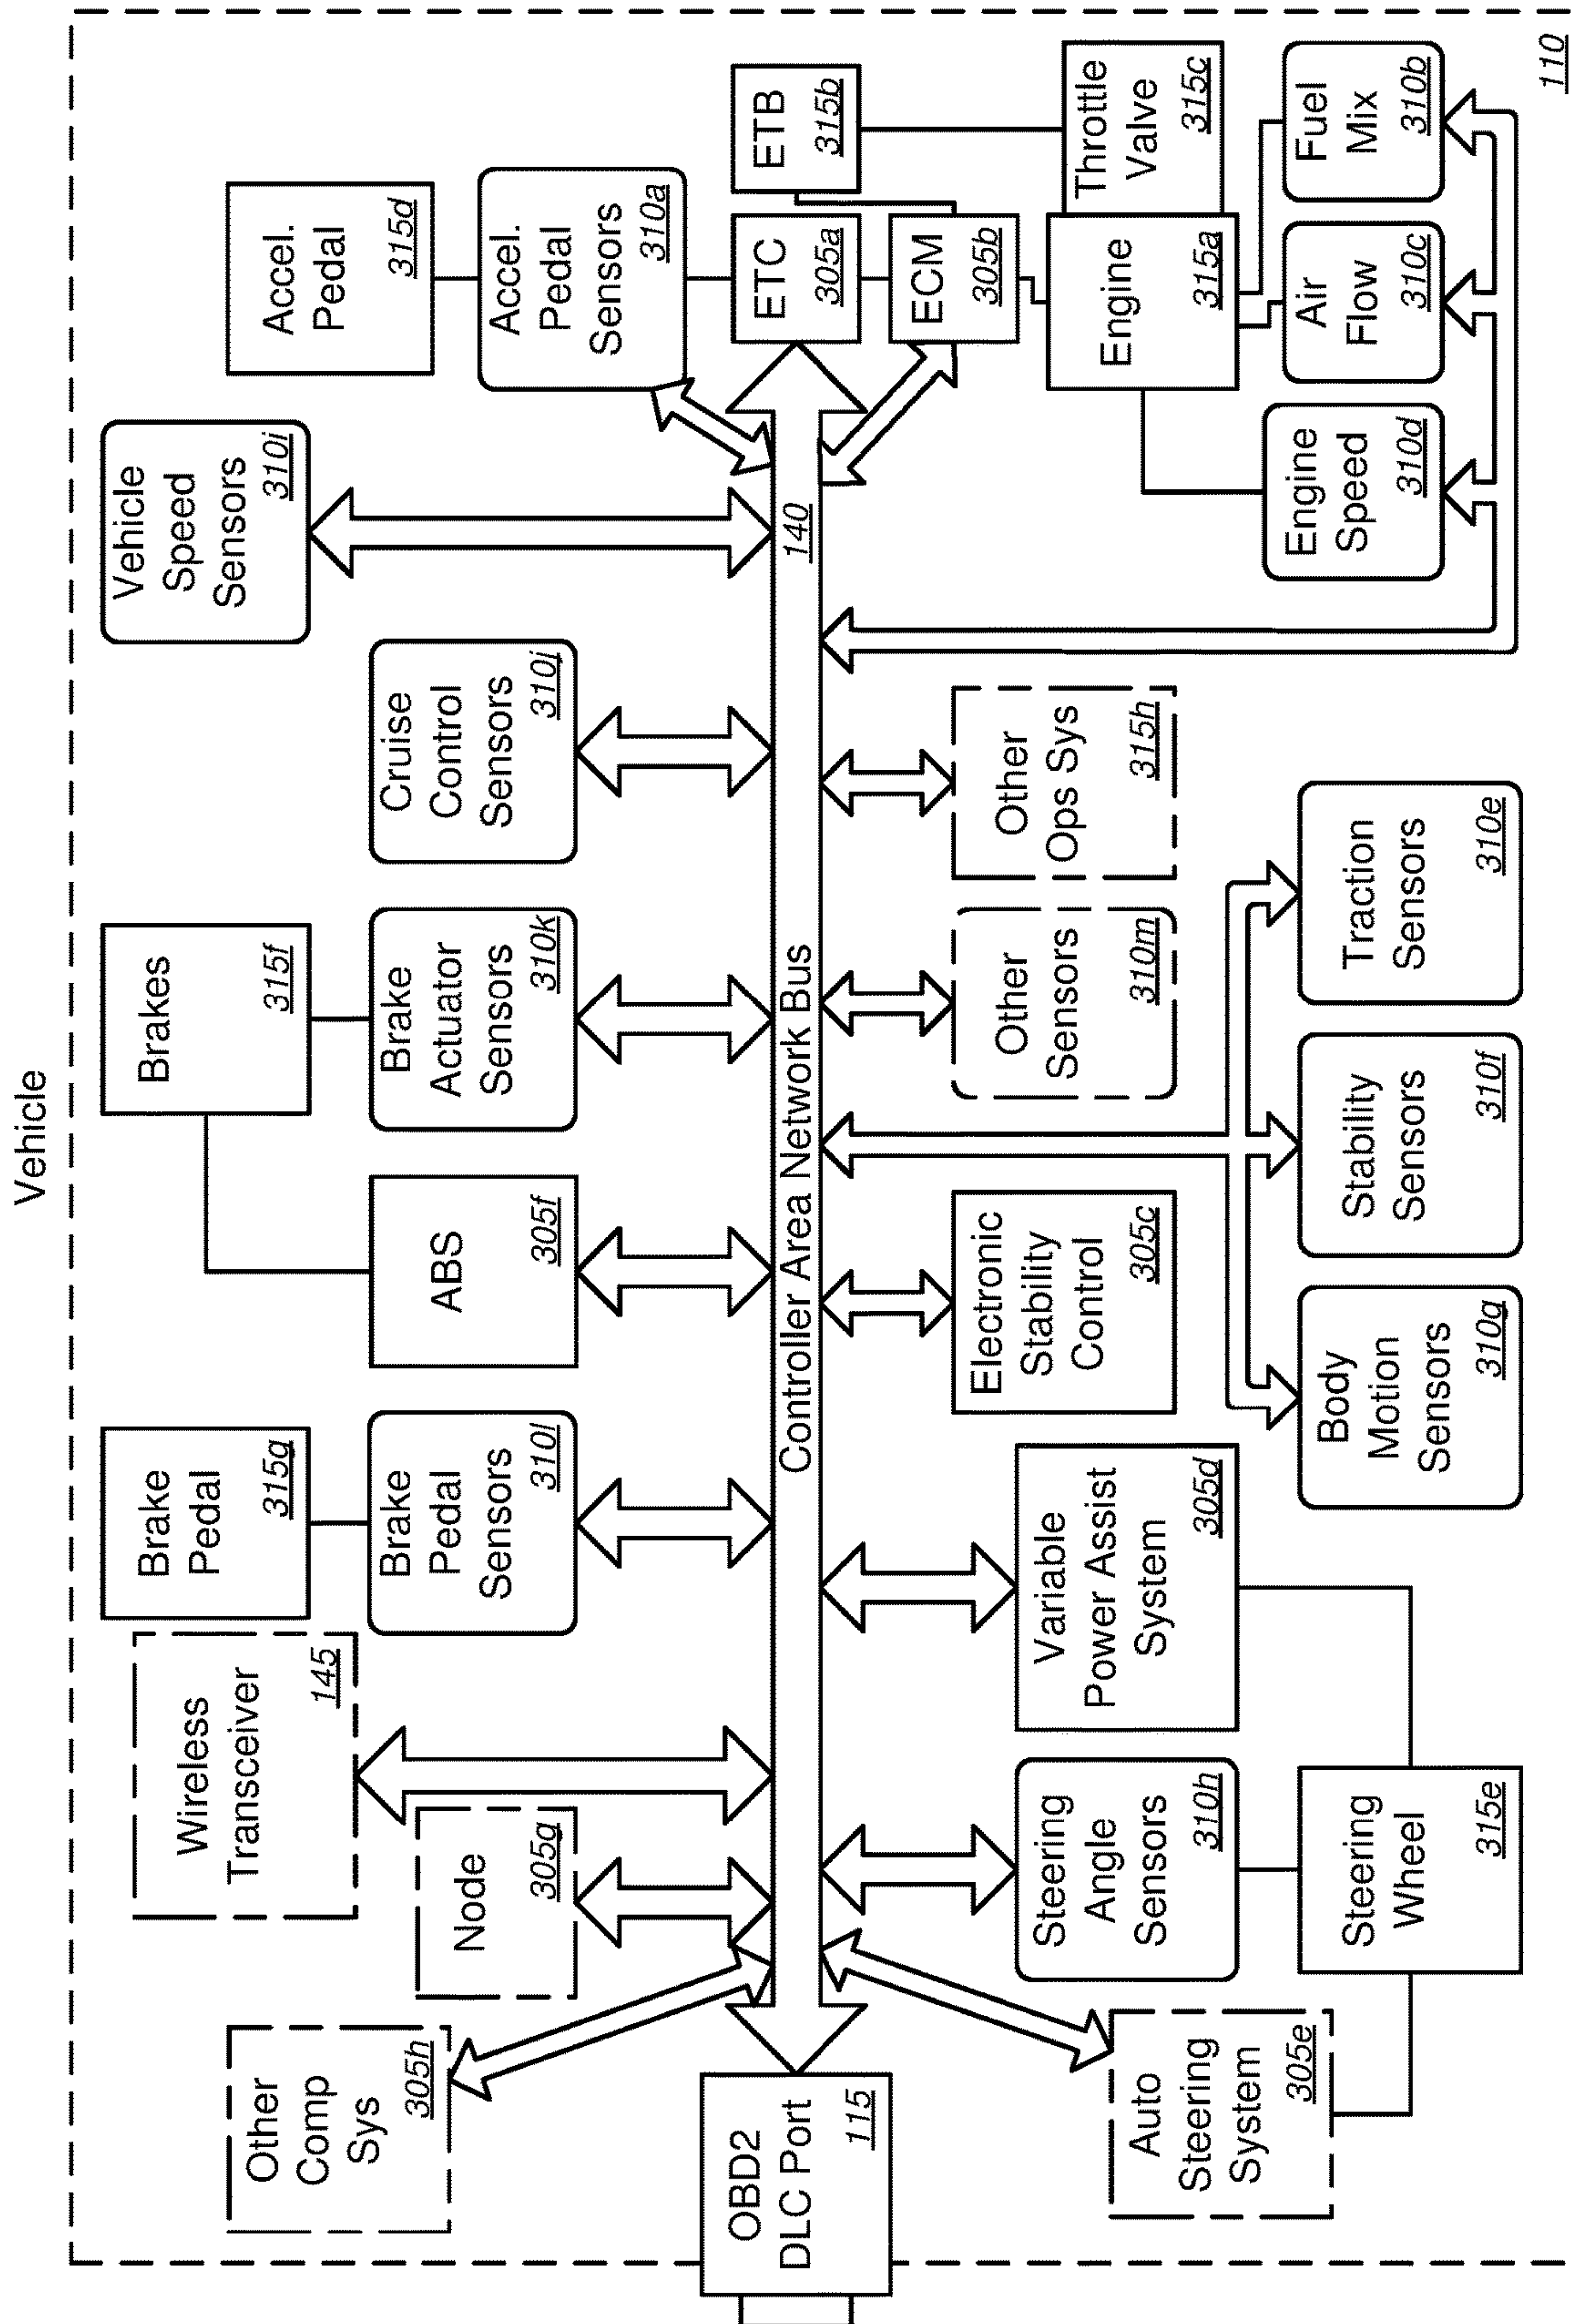 Vehicle
Other
Comp
Sys
305h
Wireless
Transceiver
145
Node
305g
Brake
Pedal
315g
Brake
Pedal
Sensors
310l
ABS
305f
Brakes
315f
Brake
Actuator
Sensors
310k
Cruise
Control
Sensors
310j
Vehicle
Speed
Sensors
310i
Accel.
Pedal
315d
Accel.
Pedal
Sensors
310a
OBD2
DLC Port
115
Controller Area Network Bus
140
ETC
305a
ETB
315b
ECM
305b
Auto
Steering
System
305e
Steering
Angle
Sensors
310h
Steering
Wheel
315e
Variable
Power Assist
System
305d
Electronic
Stability
Control
305c
Body
Motion
Sensors
310g
Stability
Sensors
310f
Traction
Sensors
310e
Other
Sensors
310m
Other
Ops Sys
315h
Engine
315a
Throttle
Valve
315c
Engine
Speed
310d
Air
Flow
310c
Fuel
Mix
310b
110